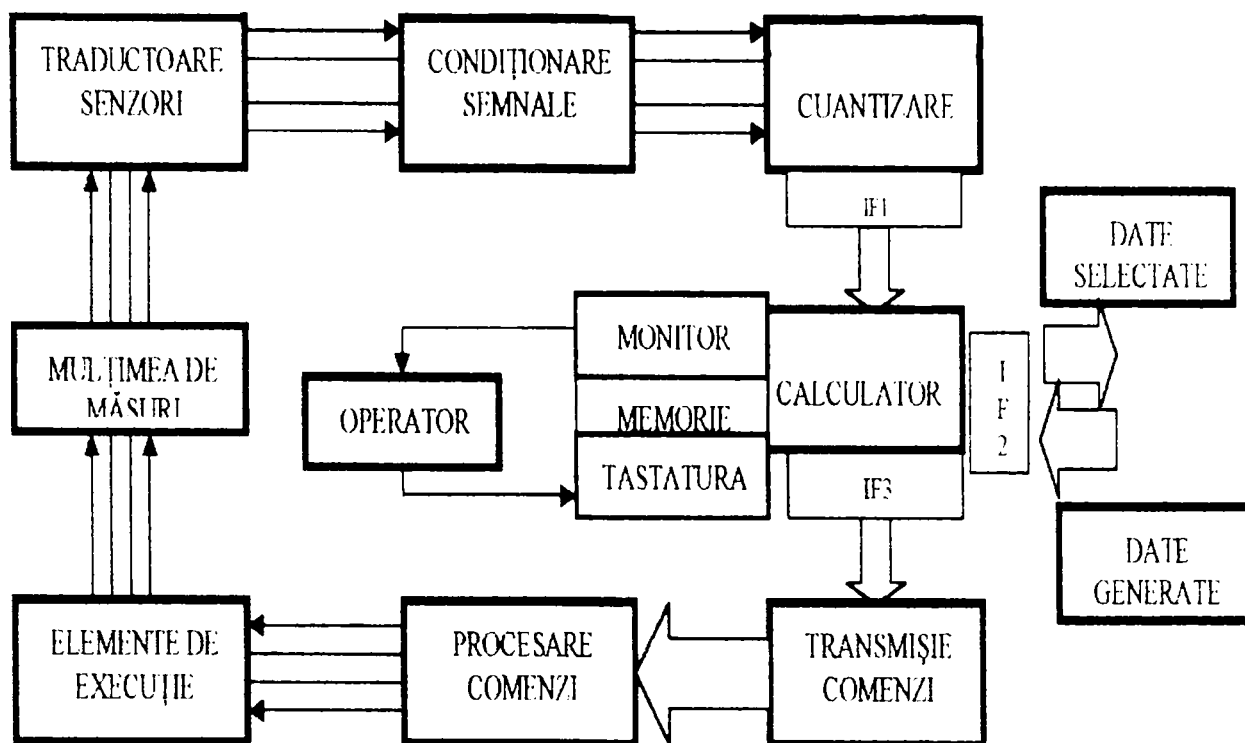 TRADUCTOARE
SENZORI
CONDIȚIONARE
SEMNALE
CUANTIZARE
IF1
DATE
SELECTATE
MULȚIMEA DE
MĂSURI
OPERATOR
MONITOR
MEMORIE
TASTATURA
CALCULATOR
I
F
2
IF3
DATE
GENERATE
ELEMENTE DE
EXECUȚIE
PROCESARE
COMENZI
TRANSMIȘIE
COMENZI